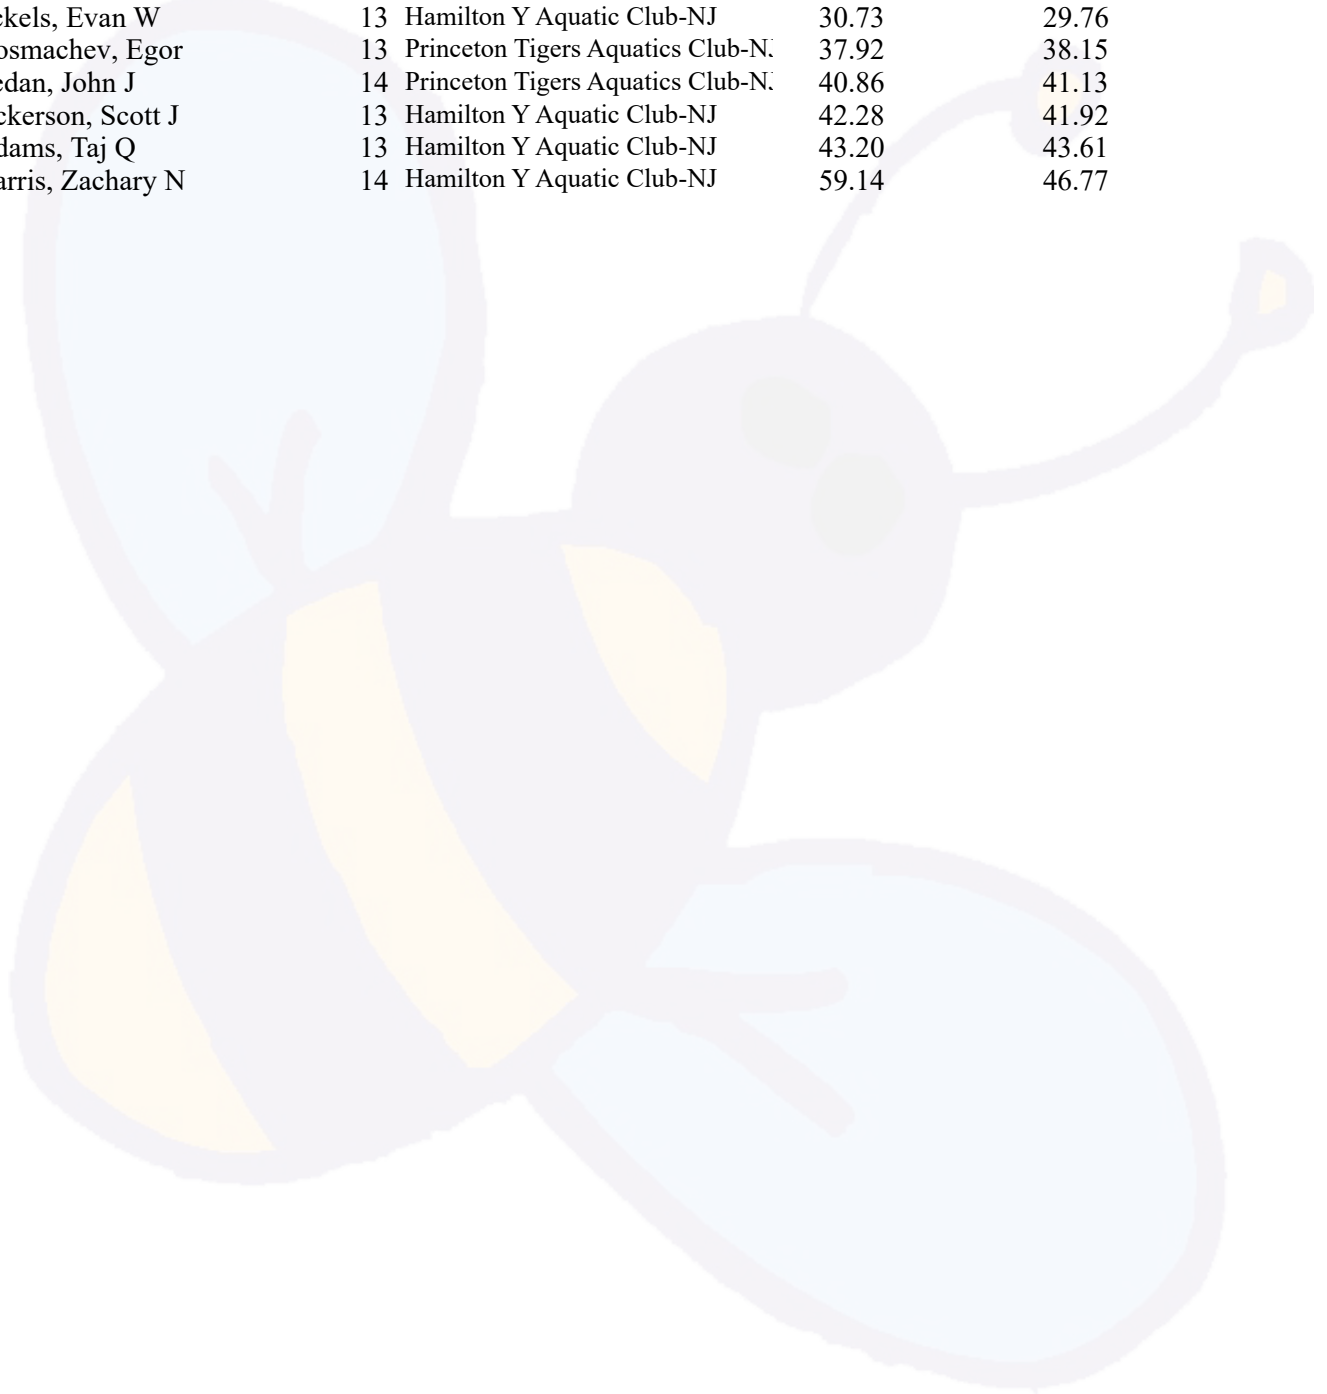 ckels, Evan W 13 Hamilton Y Aquatic Club-NJ 30.73 29.76
osmachev, Egor 13 Princeton Tigers Aquatics Club-NJ 37.92 38.15
edan, John J 14 Princeton Tigers Aquatics Club-NJ 40.86 41.13
ckerson, Scott J 13 Hamilton Y Aquatic Club-NJ 42.28 41.92
dams, Taj Q 13 Hamilton Y Aquatic Club-NJ 43.20 43.61
arris, Zachary N 14 Hamilton Y Aquatic Club-NJ 59.14 46.77